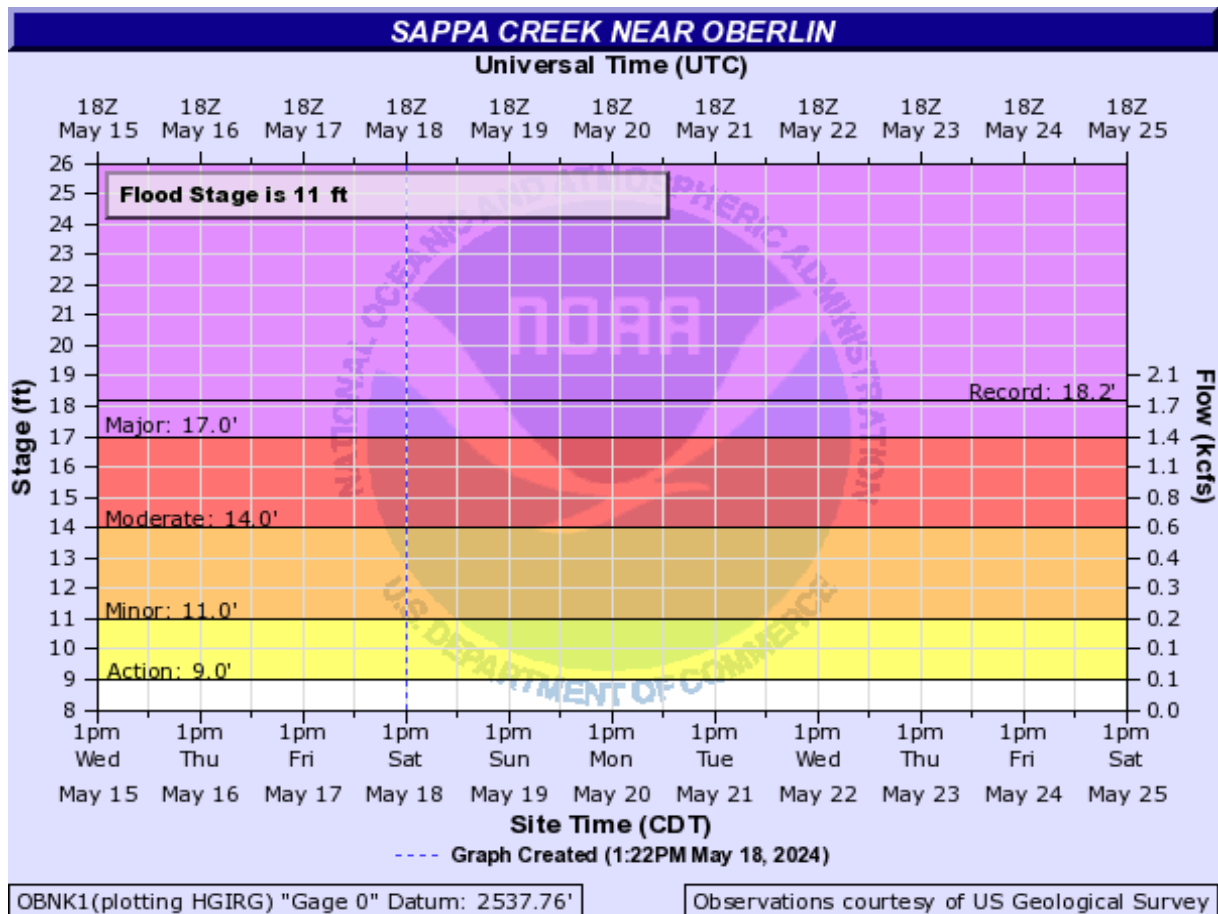 SAPPA CREEK NEAR OBERLIN
Universal Time (UTC)
18Z 18Z 18Z 18Z 18Z 18Z 18Z 18Z 18Z 18Z 18Z
May 15 May 16 May 17 May 18 May 19 May 20 May 21 May 22 May 23 May 24 May 25
Flood Stage is 11 ft
26
25
24
23
22
21
20
19
18
17
16
15
14
13
12
11
10
9
8
Stage (ft)
NATIONAL OCEANIC AND ATMOSPHERIC ADMINISTRATION
NOAA
U.S. DEPARTMENT OF COMMERCE
Record: 18.2'
Major: 17.0'
Moderate: 14.0'
Minor: 11.0'
Action: 9.0'
2.1
1.7
1.4
1.1
0.8
0.6
0.4
0.3
0.2
0.1
0.1
0.0
Flow (kcfs)
1pm 1pm 1pm 1pm 1pm 1pm 1pm 1pm 1pm 1pm 1pm
Wed Thu Fri Sat Sun Mon Tue Wed Thu Fri Sat
May 15 May 16 May 17 May 18 May 19 May 20 May 21 May 22 May 23 May 24 May 25
Site Time (CDT)
---- Graph Created (1:22PM May 18, 2024)
OBNK1(plotting HGIRG) "Gage 0" Datum: 2537.76'
Observations courtesy of US Geological Survey